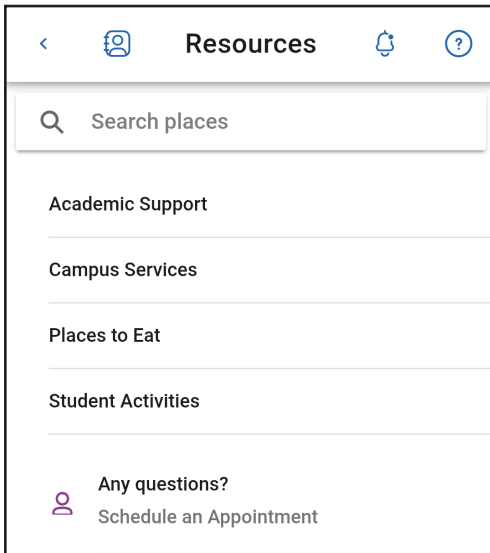 Resources
Search places
Academic Support
Campus Services
Places to Eat
Student Activities
Any questions?
Schedule an Appointment